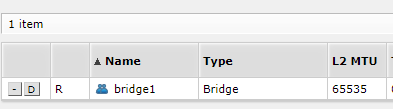 1 item
▲ Name Type L2 MTU
- D R bridge1 Bridge 65535